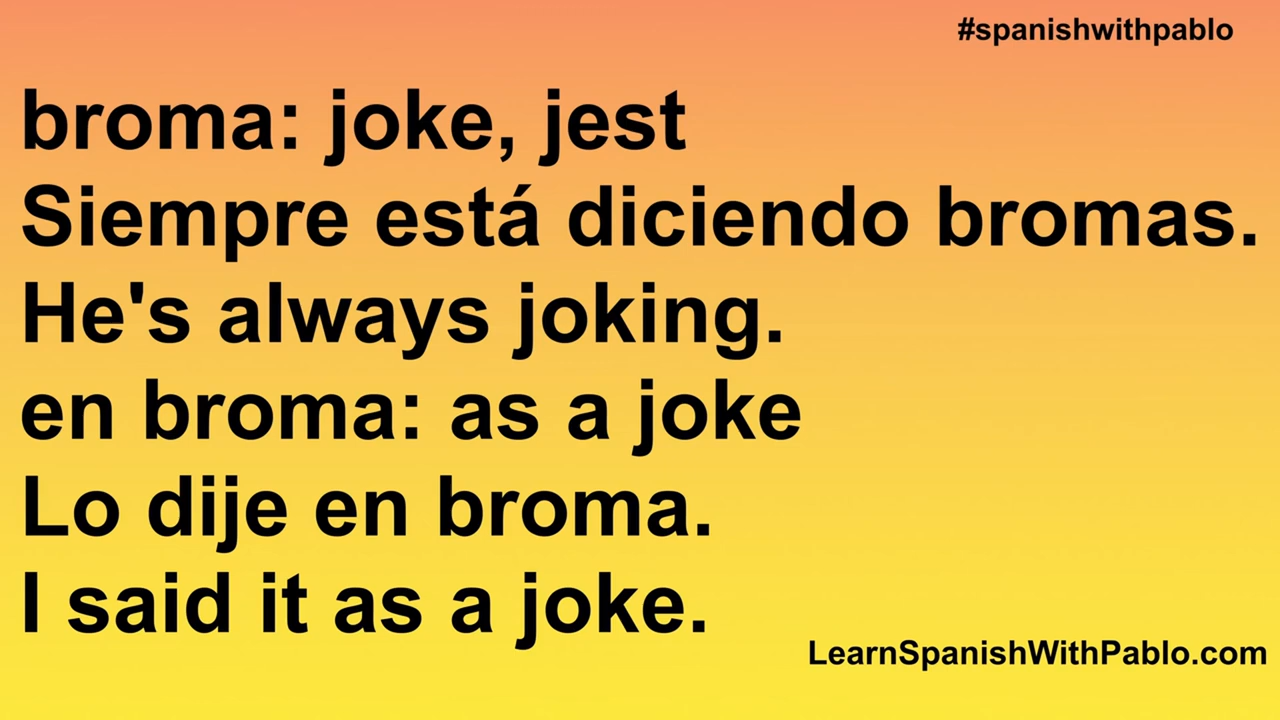 #spanishwithpablo
broma: joke, jest
Siempre está diciendo bromas.
He's always joking.
en broma: as a joke
Lo dije en broma.
I said it as a joke.
LearnSpanishWithPablo.com